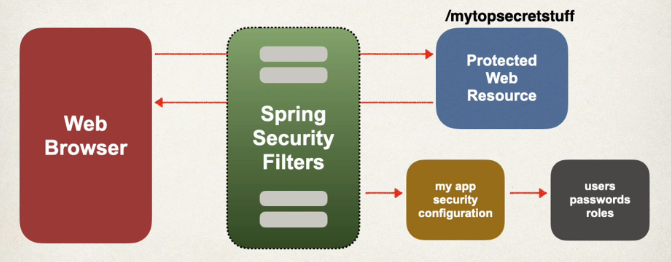 /mytopsecretstuff
Web
Browser
Spring
Security
Filters
Protected
Web
Resource
my app
security
configuration
users
passwords
roles